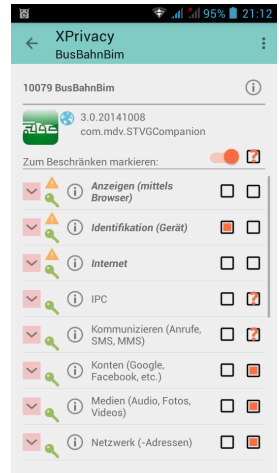 95% 21:12
XPrivacy
BusBahnBim
10079 BusBahnBim
3.0.20141008
com.mdv.STVGCompanion
Zum Beschränken markieren:
Anzeigen (mittels
Browser)
Identifikation (Gerät)
Internet
IPC
Kommunizieren (Anrufe,
SMS, MMS)
Konten (Google,
Facebook, etc.)
Medien (Audio, Fotos,
Videos)
Netzwerk (-Adressen)